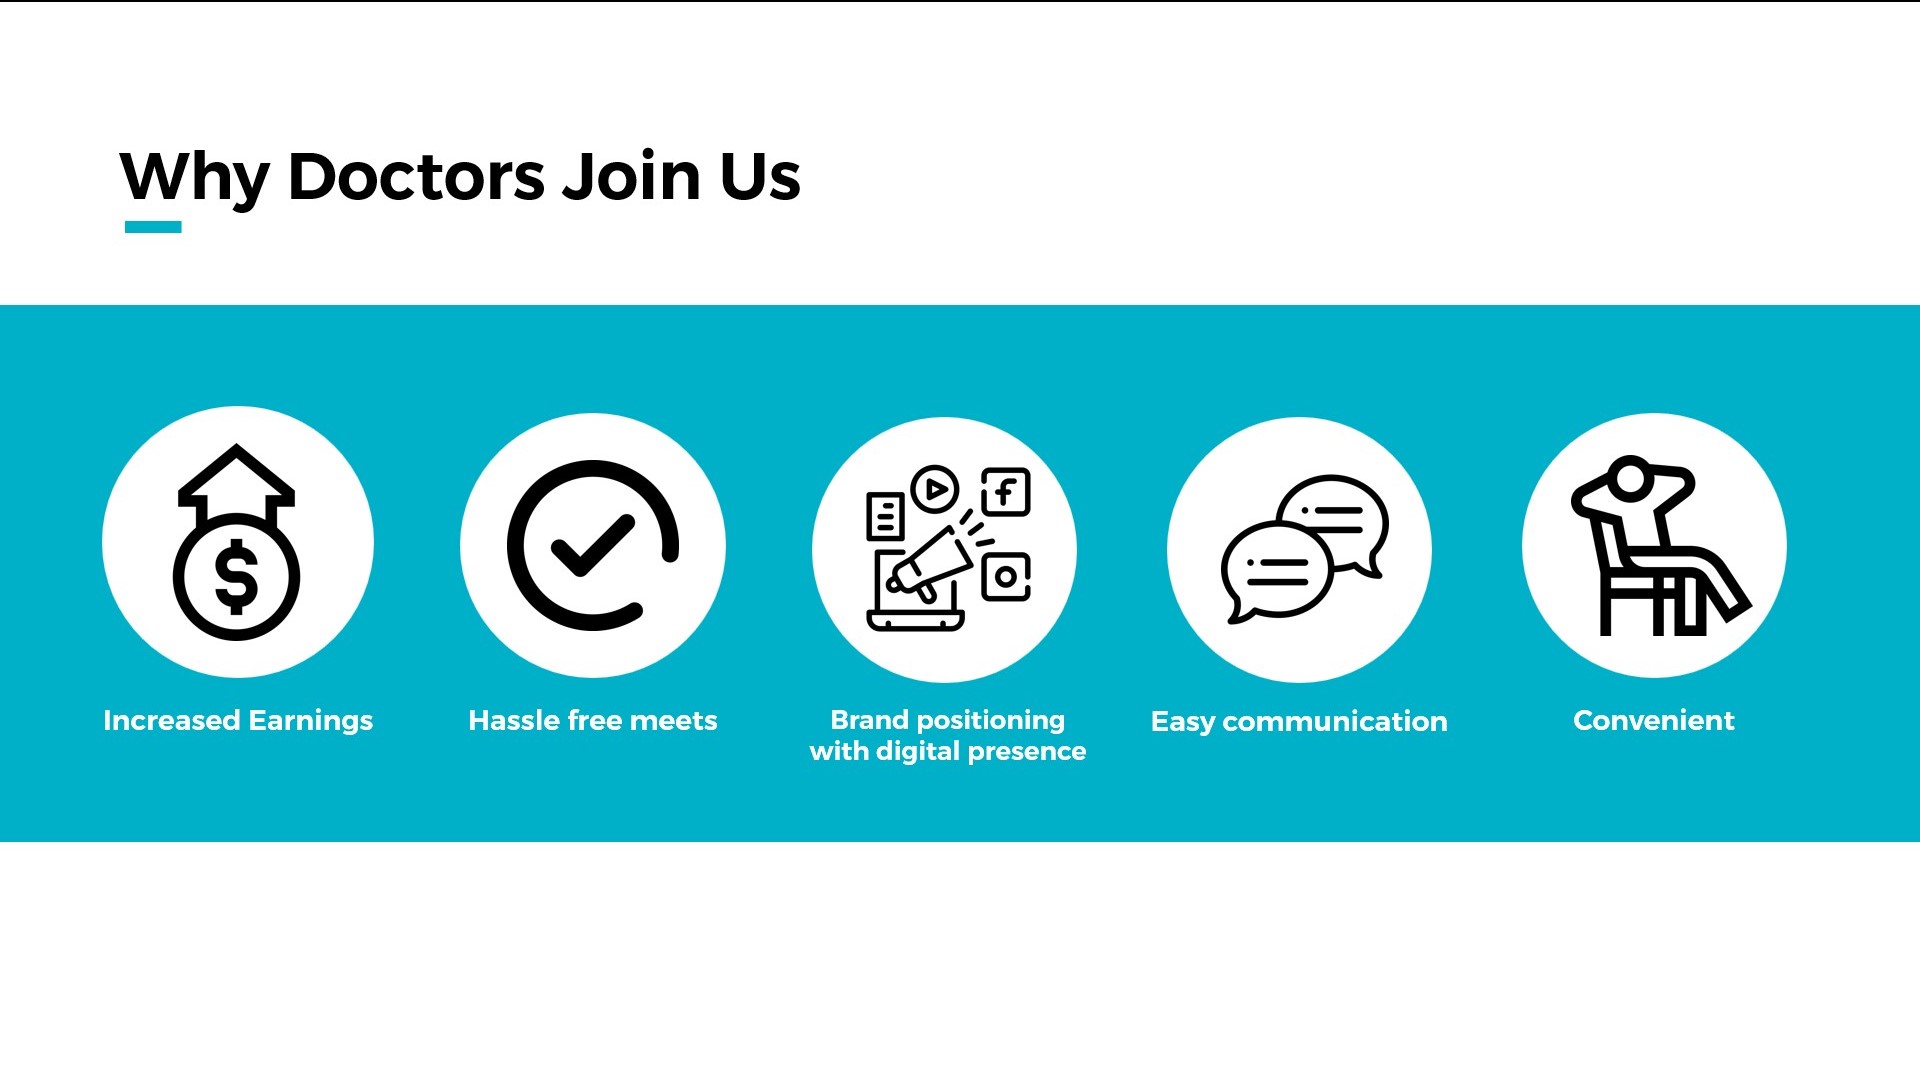 Why Doctors Join Us
Increased Earnings
Hassle free meets
Brand positioning
with digital presence
Easy communication
Convenient